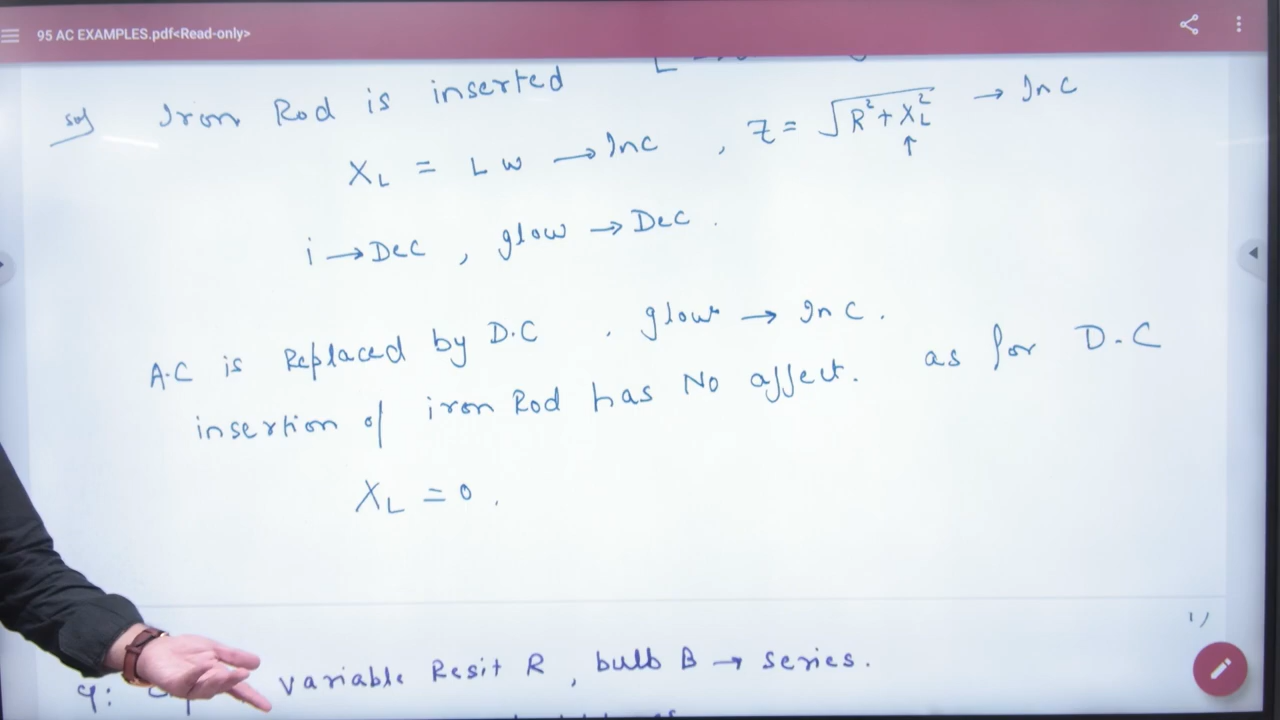 95 AC EXAMPLES.pdf<Read-only>
sol Iron Rod is inserted L
X_L = L w → Inc , Z = √R² + X_L² → Inc
↑
i → Dec , glow → Dec .
A.C is Replaced by D.C . glow → Inc .
insertion of iron Rod has No affect . as for D.C
X_L = 0 .
1/
q: variable Resit R , bulb B → series .